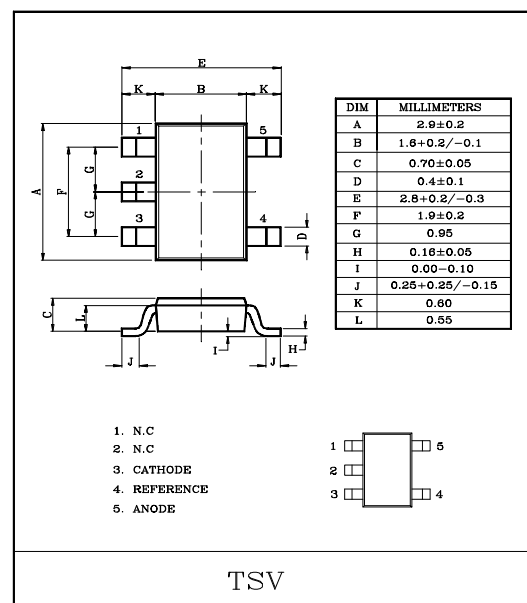 E
K B K
1 5
A F G 2 G
3 4 D
C L
J I H J
DIM MILLIMETERS
A 2.9±0.2
B 1.6+0.2/−0.1
C 0.70±0.05
D 0.4±0.1
E 2.8+0.2/−0.3
F 1.9±0.2
G 0.95
H 0.16±0.05
I 0.00−0.10
J 0.25+0.25/−0.15
K 0.60
L 0.55
1. N.C
2. N.C
3. CATHODE
4. REFERENCE
5. ANODE
1 5
2
3 4
TSV